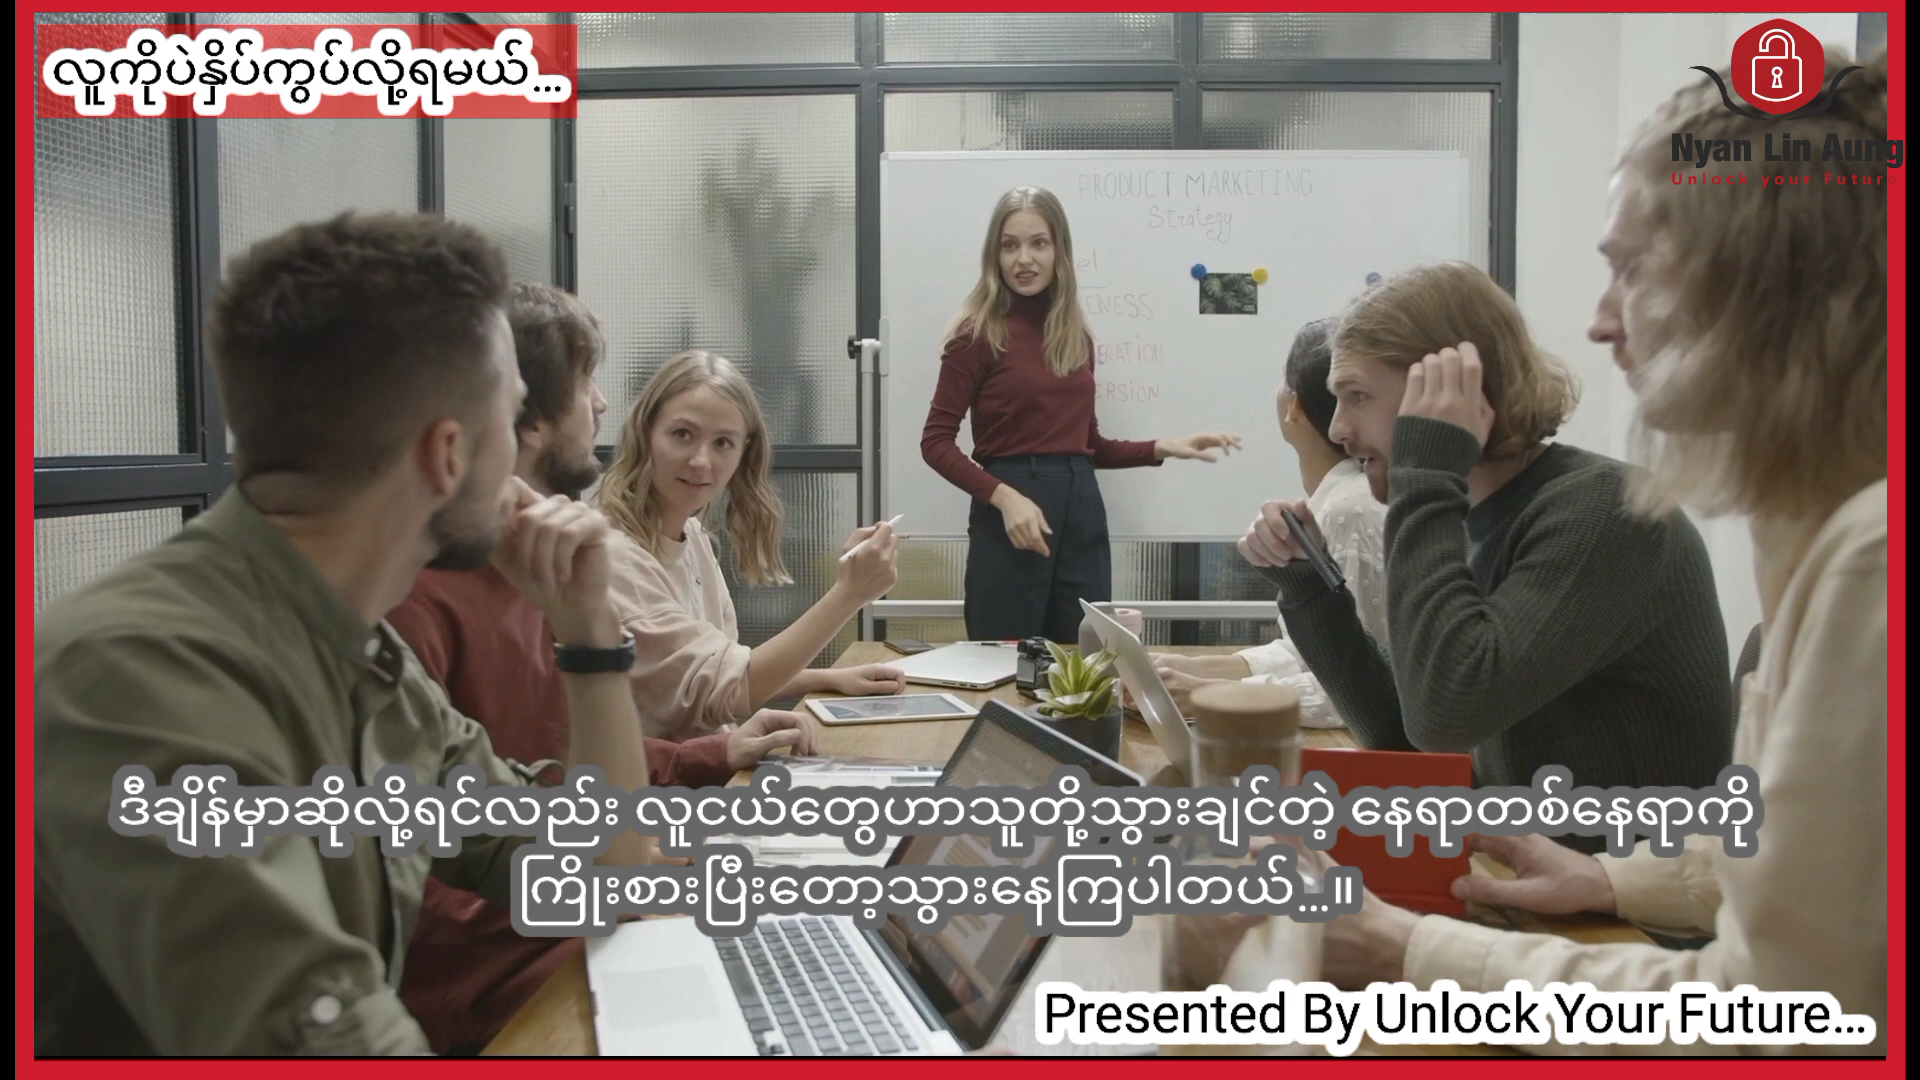 လူကိုပဲနှိပ်ကွပ်လို့ရမယ်...
Nyan Lin Aung
Unlock your Future
PRODUCT MARKETING
Strategy
ဒီချိန်မှာဆိုလို့ရင်လည်း လူငယ်တွေဟာသူတို့သွားချင်တဲ့ နေရာတစ်နေရာကို
ကြိုးစားပြီးတော့သွားနေကြပါတယ်...။
Presented By Unlock Your Future...